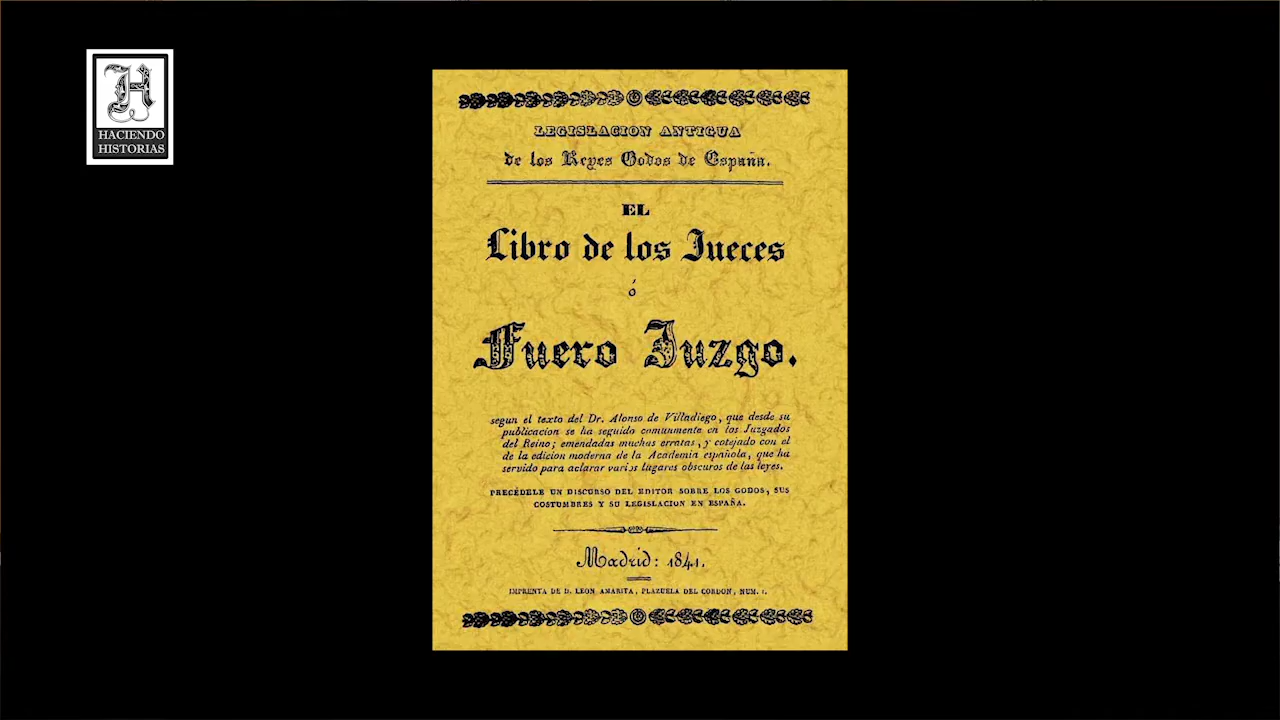 HACIENDO
HISTORIAS
LEGISLACION ANTIGUA
de los Reyes Godos de España.
EL
Libro de los Jueces
ó
Fuero Juzgo.
segun el texto del Dr. Alonso de Villadiego, que desde su
publicacion se ha seguido comunmente en los Juzgados
del Reino; emendadas muchas erratas, y cotejado con el
de la edicion moderna de la Academia española, que ha
servido para aclarar varios lugares obscuros de las leyes.
PRECÉDELE UN DISCURSO DEL EDITOR SOBRE LOS GODOS, SUS
COSTUMBRES Y SU LEGISLACION EN ESPAÑA.
Madrid: 1841.
IMPRENTA DE D. LEON AMARITA, PLAZUELA DEL CORDON, NUM. 1.